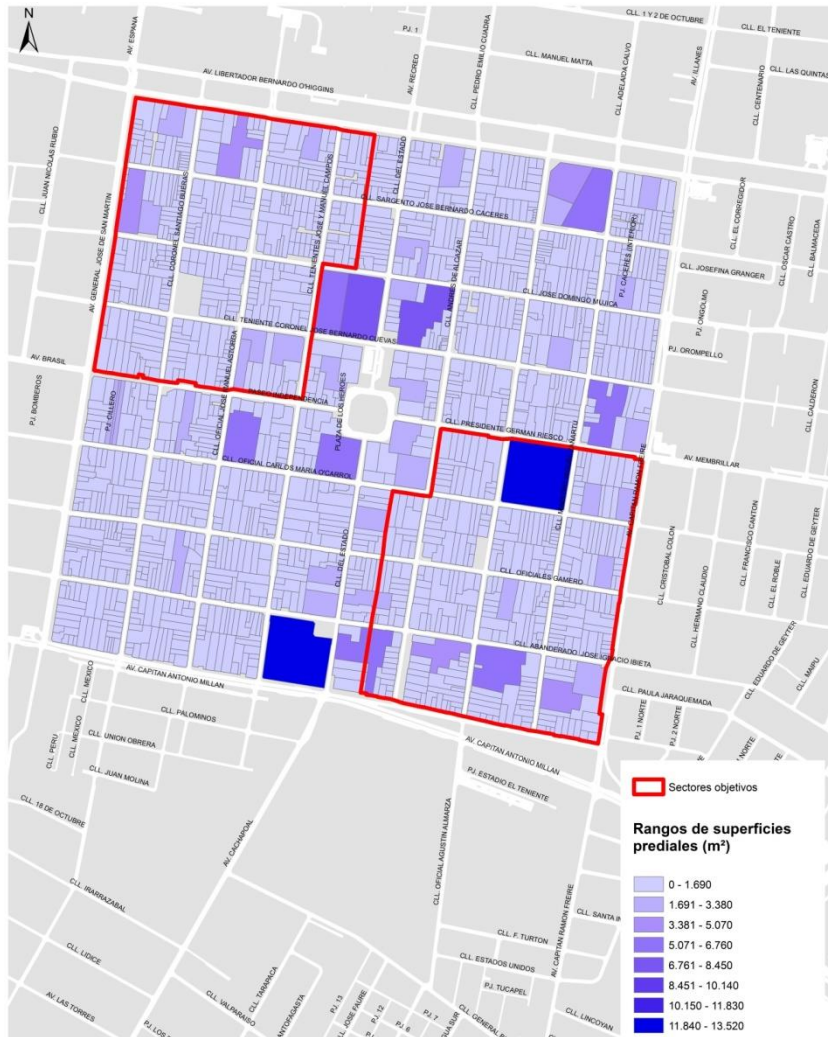 CLL. 1 Y 2 DE OCTUBRE
CLL. EL TENIENTE
PJ. 1
CLL. MANUEL MATTA
CLL. LAS QUINTAS
N
AV. ESPAÑA
AV. RECREO
CLL. PEDRO EMILIO CUADRA
CLL. ADELAIDA CALVO
AV. ILLANES
CLL. CENTENARIO
AV. LIBERTADOR BERNARDO O'HIGGINS
CLL. JUAN NICOLAS RUBIO
AV. GENERAL JOSE DE SAN MARTIN
CLL. CORONEL SANTIAGO BUERAS
CLL. TENIENTES JOSE Y MANUEL CAMPOS
CLL. DEL ESTADO
CLL. SARGENTO JOSE BERNARDO CACERES
CLL. EL CORREGIDOR
CLL. OSCAR CASTRO
CLL. BALMACEDA
CLL. JOSEFINA GRANGER
PJ. CACERES (INTERIOR)
CLL. ANDRES DE ALCAZAR
CLL. JOSE DOMINGO MUJICA
PJ. ONGOLMO
PJ. OROMPELLO
CLL. TENIENTE CORONEL JOSE BERNARDO CUEVAS
AV. BRASIL
PJ. BOMBEROS
CLL. OFICIAL JOSE MANUEL ASTORGA
PASEO INDEPENDENCIA
PLAZA DE LOS HEROES
PJ. CILLERO
CLL. CALDERON
CLL. PRESIDENTE GERMAN RIESCO
CLL. OFICIAL CARLOS MARIA O'CARROL
AV. MEMBRILLAR
AV. CAPITAN RAMON FREIRE
CLL. DEL ESTADO
CLL. OFICIALES GAMERO
CLL. CRISTOBAL COLON
CLL. HERMANO CLAUDIO
CLL. FRANCISCO CANTON
CLL. EL ROBLE
CLL. EDUARDO DE GEYTER
CLL. ABANDERADO JOSE IGNACIO IBIETA
CLL. EDUARDO DE GEYTER
CLL. MAIPU
AV. CAPITAN ANTONIO MILLAN
CLL. PAULA JARAQUEMADA
PJ. 1 NORTE
PJ. 2 NORTE
CLL. MEXICO
CLL. PALOMINOS
CLL. PERU
CLL. MEXICO
CLL. UNION OBRERA
CLL. JUAN MOLINA
AV. CAPITAN ANTONIO MILLAN
PJ. ESTADIO EL TENIENTE
CLL. 18 DE OCTUBRE
AV. CACHAPOAL
CLL. OFICIAL AGUSTIN ALMARZA
AV. CAPITAN RAMON FREIRE
CLL. IRARRAZABAL
CLL. UDICE
AV. LAS TORRES
CLL. TARAPACA
CLL. VALPARAISO
PJ. 13
PJ. 12
PJ. 7
PJ. 6
CLL. JOSE FAURE
CLL. F. TURTON
CLL. ESTADOS UNIDOS
PJ. TUCAPEL
CLL. LINCOYAN
Sectores objetivos
Rangos de superficies
prediales (m²)
0 - 1.690
1.691 - 3.380
3.381 - 5.070
5.071 - 6.760
6.761 - 8.450
8.451 - 10.140
10.150 - 11.830
11.840 - 13.520